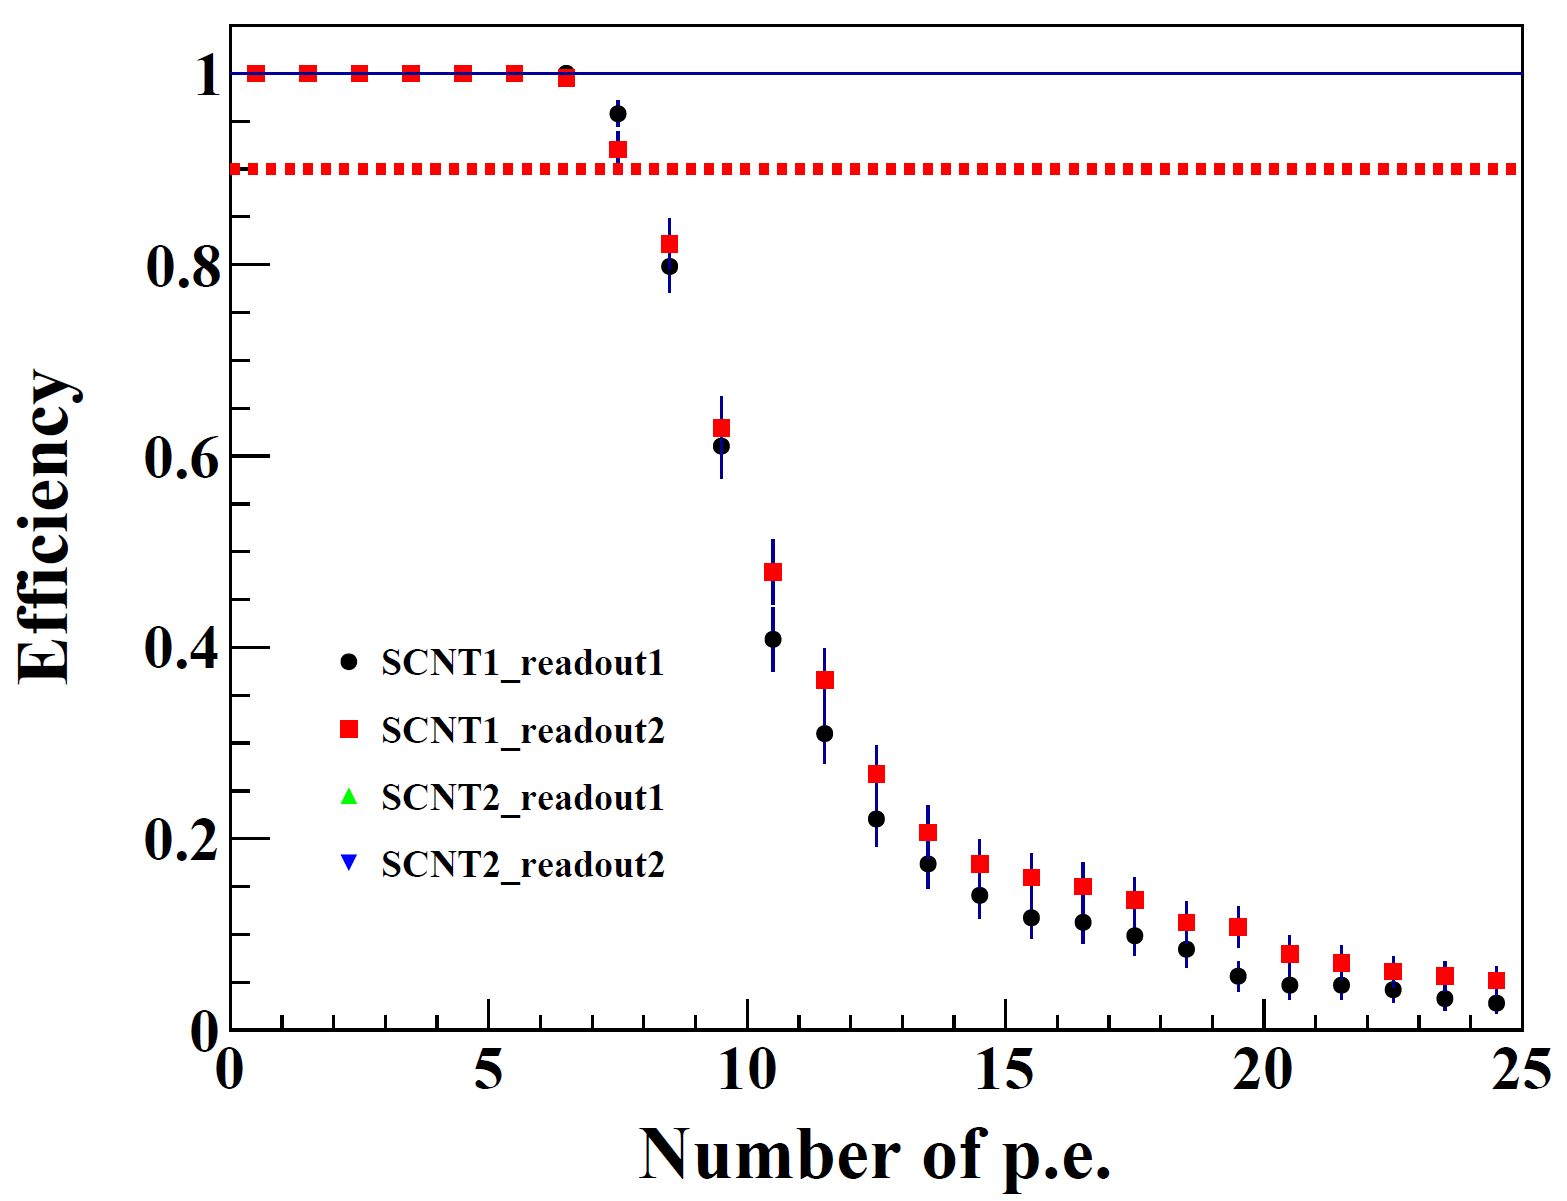 1
0.8
0.6
0.4
0.2
0
Efficiency
SCNT1_readout1
SCNT1_readout2
SCNT2_readout1
SCNT2_readout2
0 5 10 15 20 25
Number of p.e.